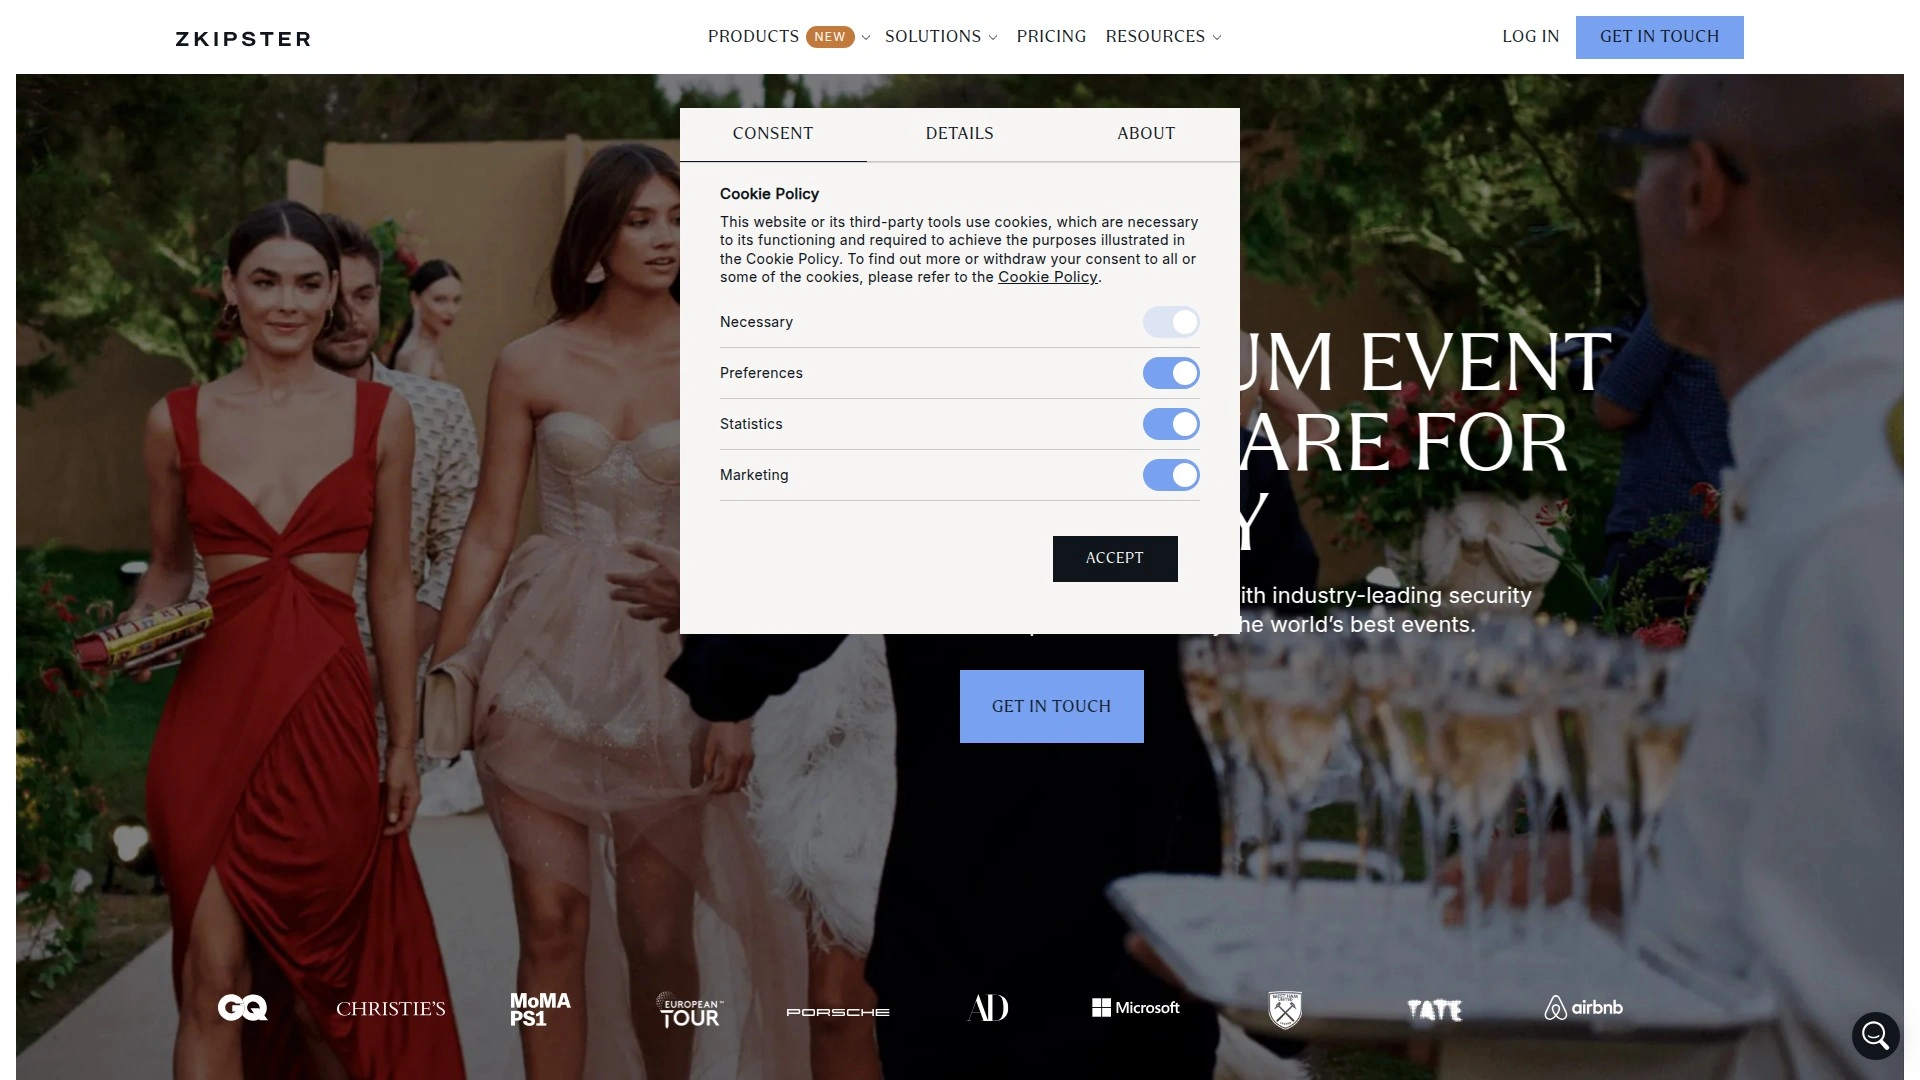 ZKIPSTER
PRODUCTS NEW SOLUTIONS PRICING RESOURCES
LOG IN GET IN TOUCH
CONSENT DETAILS ABOUT
Cookie Policy
This website or its third-party tools use cookies, which are necessary
to its functioning and required to achieve the purposes illustrated in
the Cookie Policy. To find out more or withdraw your consent to all or
some of the cookies, please refer to the Cookie Policy.
Necessary
Preferences
Statistics
Marketing
ACCEPT
UM EVENT
ARE FOR
Y
ith industry-leading security
he world's best events.
GET IN TOUCH
GQ CHRISTIE'S MoMA PS1 EUROPEAN TOUR PORSCHE AD Microsoft WEST HAM UNITED TATE airbnb